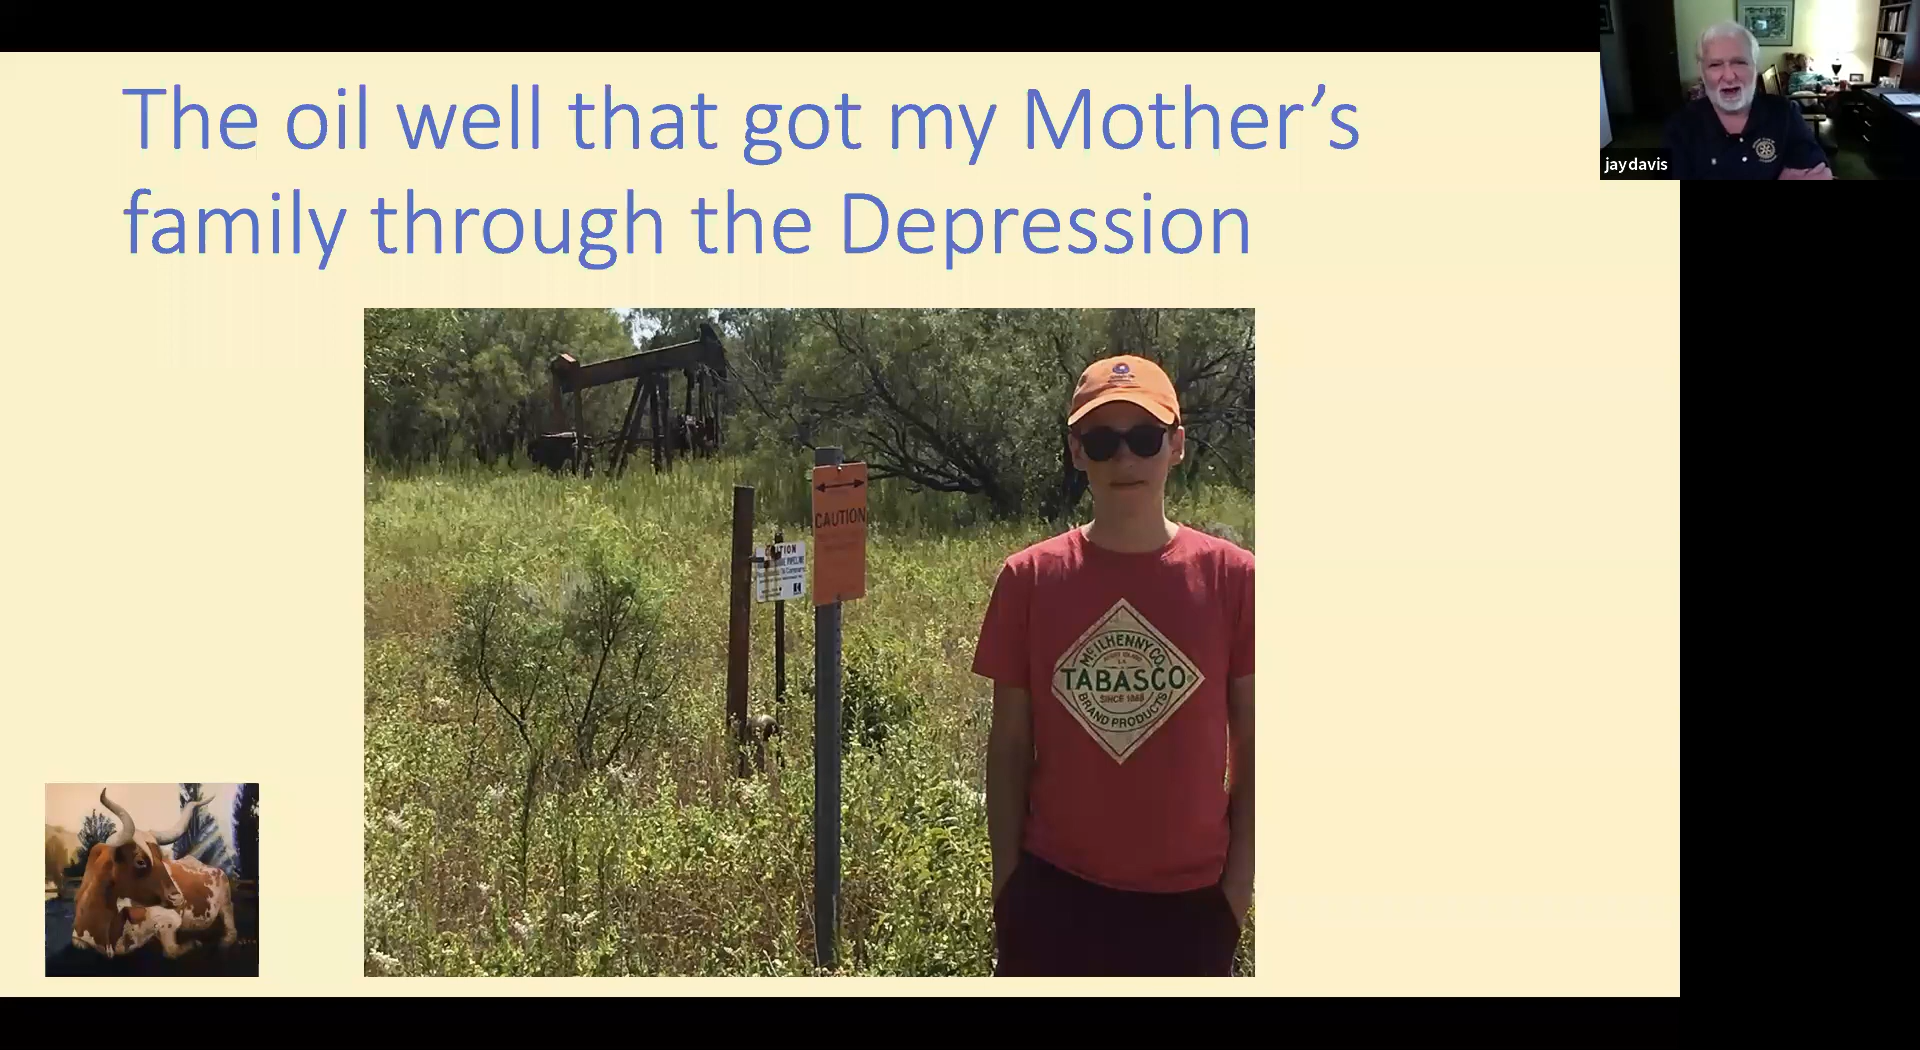 The oil well that got my Mother’s
family through the Depression
jaydavis
CAUTION
McILHENNY CO.
TABASCO
SINCE 1868
BRAND PRODUCTS